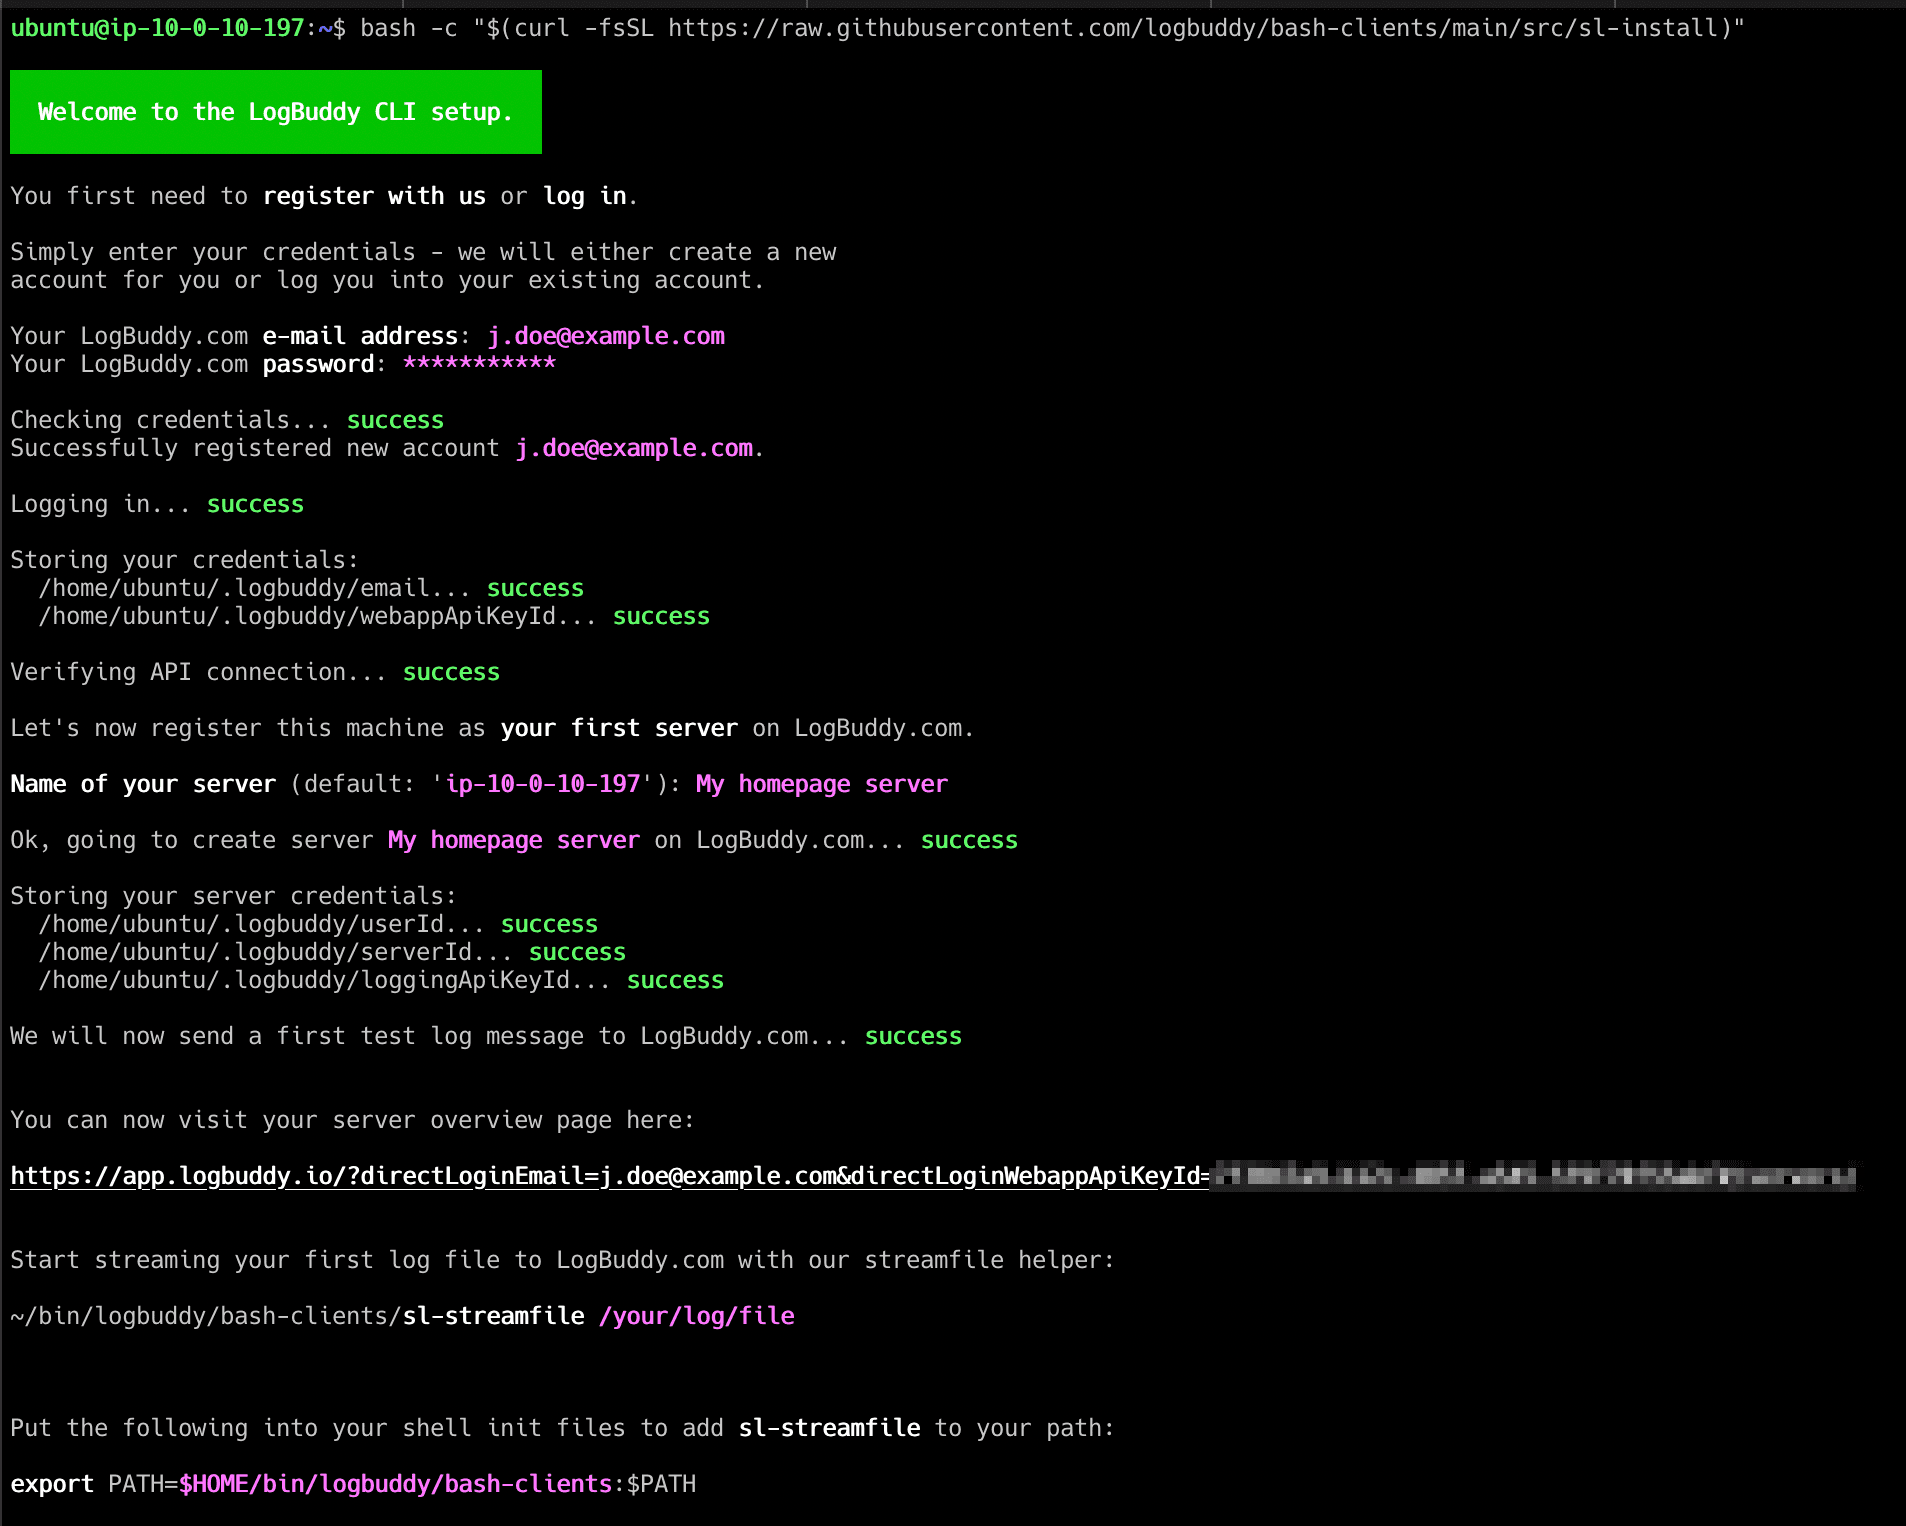 ubuntu@ip-10-0-10-197:~$ bash -c "$(curl -fsSL https://raw.githubusercontent.com/logbuddy/bash-clients/main/src/sl-install)"
Welcome to the LogBuddy CLI setup.
You first need to register with us or log in.
Simply enter your credentials - we will either create a new
account for you or log you into your existing account.
Your LogBuddy.com e-mail address: j.doe@example.com
Your LogBuddy.com password: ***********
Checking credentials... success
Successfully registered new account j.doe@example.com.
Logging in... success
Storing your credentials:
/home/ubuntu/.logbuddy/email... success
/home/ubuntu/.logbuddy/webappApiKeyId... success
Verifying API connection... success
Let's now register this machine as your first server on LogBuddy.com.
Name of your server (default: 'ip-10-0-10-197'): My homepage server
Ok, going to create server My homepage server on LogBuddy.com... success
Storing your server credentials:
/home/ubuntu/.logbuddy/userId... success
/home/ubuntu/.logbuddy/serverId... success
/home/ubuntu/.logbuddy/loggingApiKeyId... success
We will now send a first test log message to LogBuddy.com... success
You can now visit your server overview page here:
https://app.logbuddy.io/?directLoginEmail=j.doe@example.com&directLoginWebappApiKeyId=
Start streaming your first log file to LogBuddy.com with our streamfile helper:
~/bin/logbuddy/bash-clients/sl-streamfile /your/log/file
Put the following into your shell init files to add sl-streamfile to your path:
export PATH=$HOME/bin/logbuddy/bash-clients:$PATH